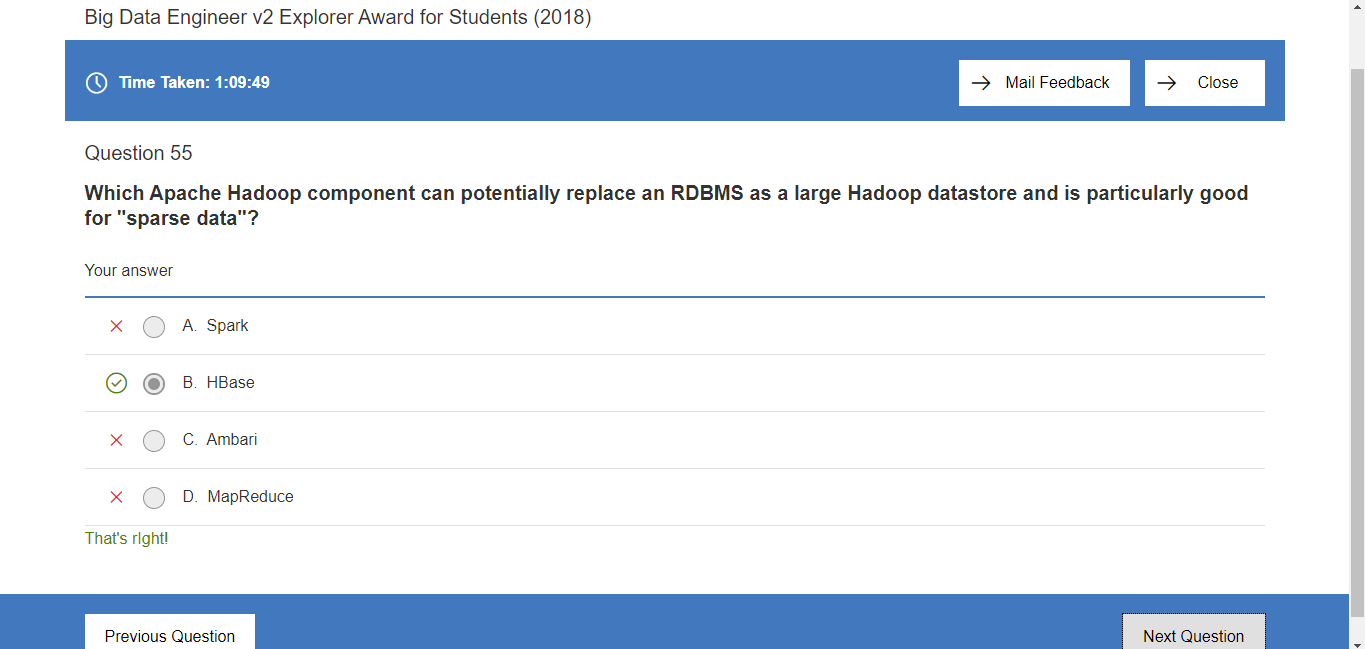 Big Data Engineer v2 Explorer Award for Students (2018)
Time Taken: 1:09:49
Mail Feedback
Close
Question 55
Which Apache Hadoop component can potentially replace an RDBMS as a large Hadoop datastore and is particularly good
for "sparse data"?
Your answer
A. Spark
B. HBase
C. Ambari
D. MapReduce
That's rIght!
Previous Question
Next Question